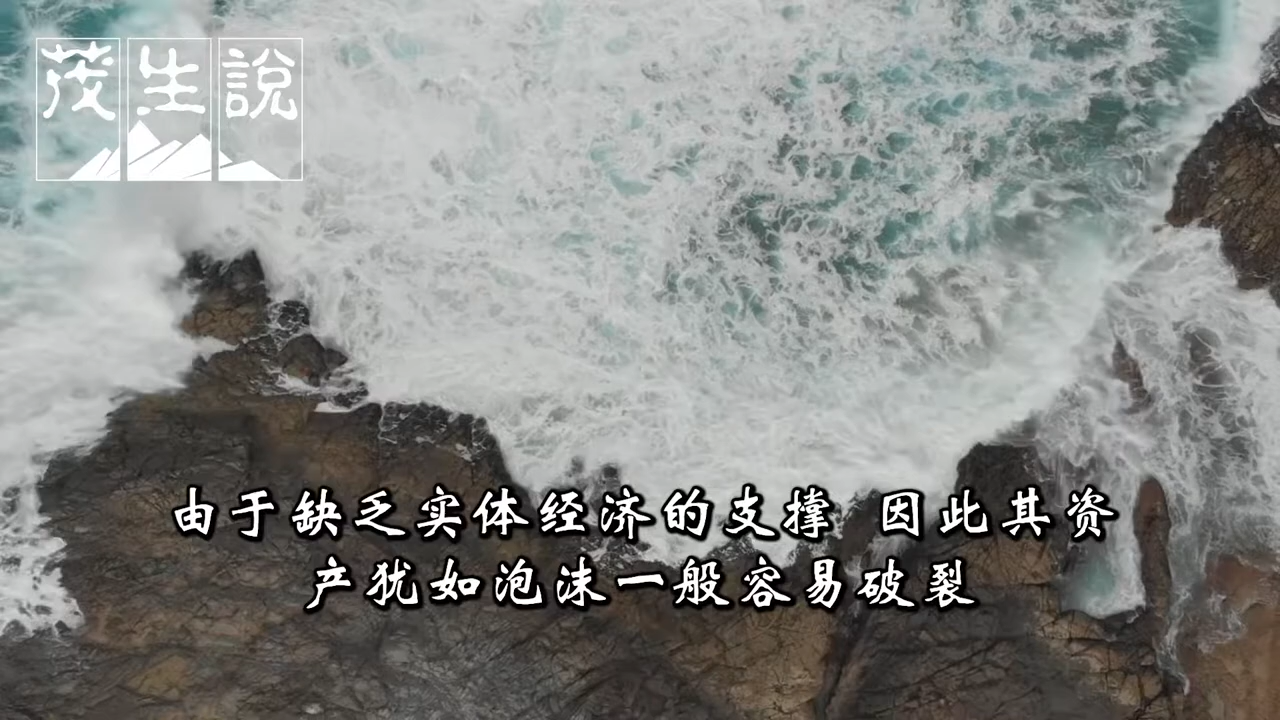 茂生說
由于缺乏实体经济的支撑 因此其资
产犹如泡沫一般容易破裂